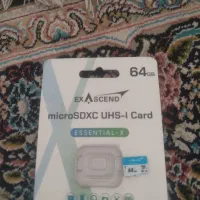 64GB
EXASCEND
microSDXC UHS-I Card
ESSENTIAL-X